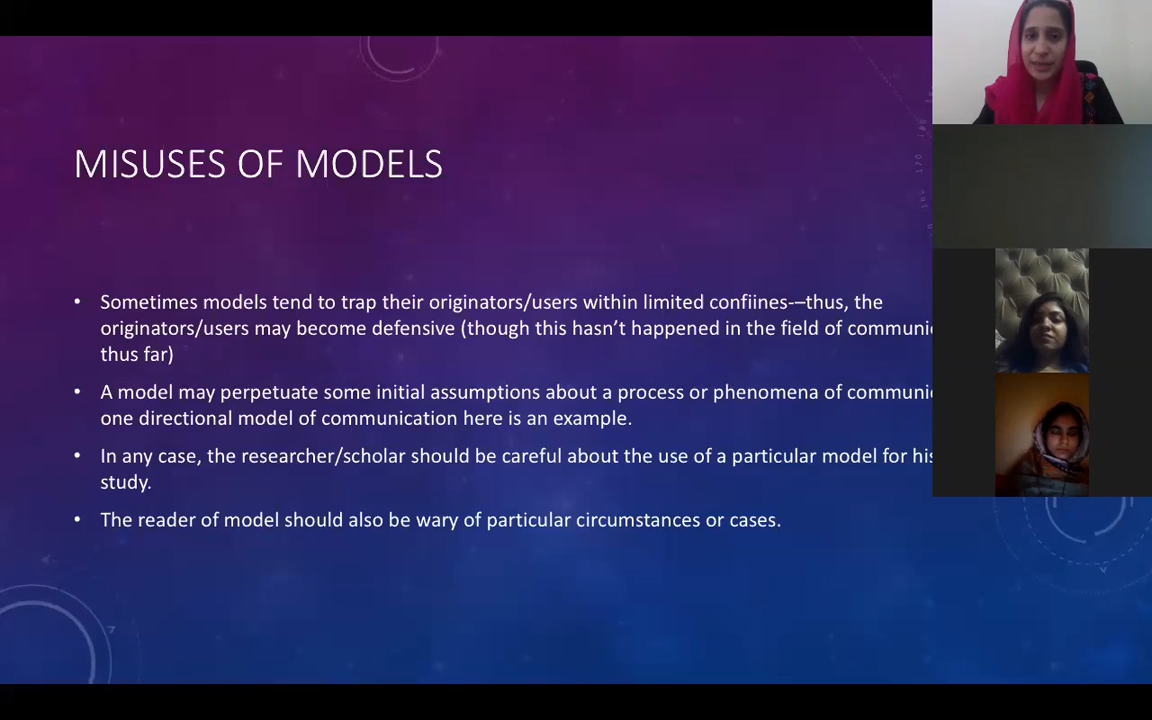 MISUSES OF MODELS
• Sometimes models tend to trap their originators/users within limited confiines-–thus, the
originators/users may become defensive (though this hasn't happened in the field of
thus far)
• A model may perpetuate some initial assumptions about a process or phenomena of
one directional model of communication here is an example.
• In any case, the researcher/scholar should be careful about the use of a particular model for
study.
• The reader of model should also be wary of particular circumstances or cases.